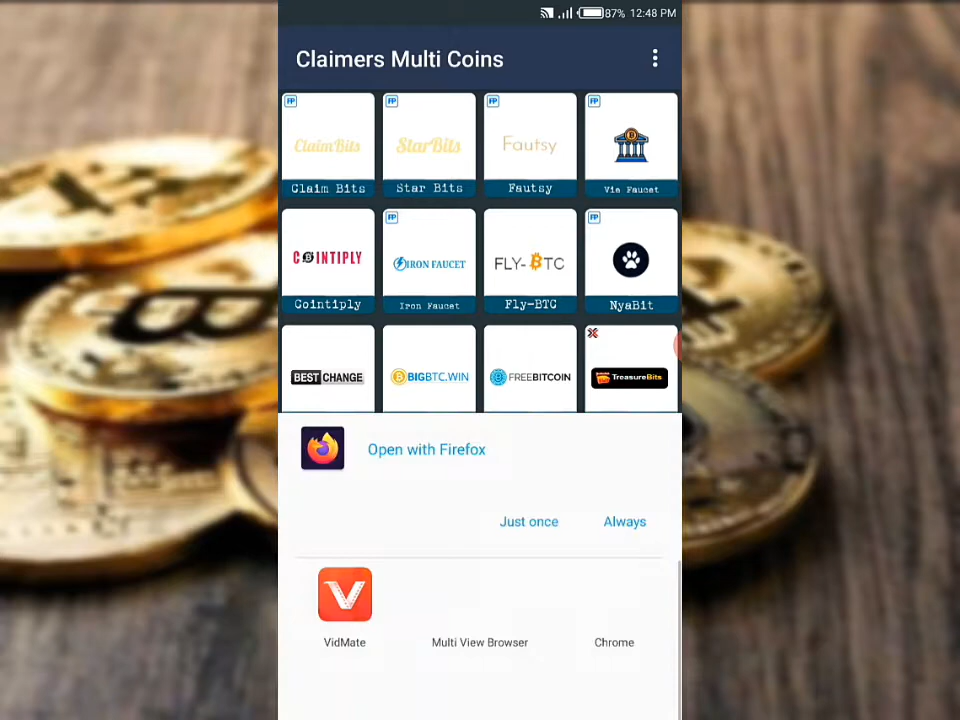 87% 12:48 PM
Claimers Multi Coins
FP FP FP FP
ClaimBits StarBits Fautsy
Claim Bits Star Bits Fautsy Via Faucet
FP FP
COINTIPLY IRON FAUCET FLY-BTC
Cointiply Iron Faucet Fly-BTC NyaBit
BEST CHANGE BIGBTC.WIN FREEBITCOIN TreasureBits
Open with Firefox
Just once Always
VidMate Multi View Browser Chrome